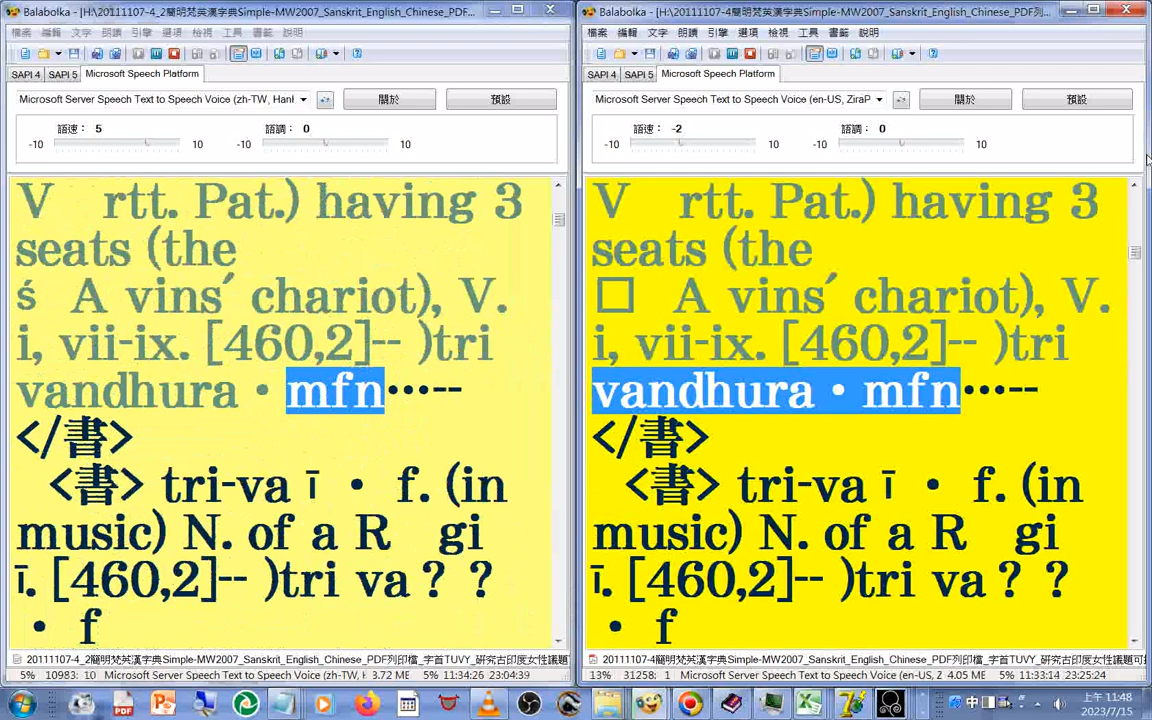 Balabolka - [H:\20111107-4_2簡明梵英漢字典Simple-MW2007_Sanskrit_English_Chinese_PDF...
檔案 編輯 文字 朗讀 引擎 選項 檢視 工具 書籤 說明
SAPI 4 SAPI 5 Microsoft Speech Platform
Microsoft Server Speech Text to Speech Voice (zh-TW, HanI
關於
預設
語速： 5
語調： 0
-10 10 -10 10
V rtt. Pat.) having 3
seats (the
ś A vins′ chariot), V.
i, vii-ix. [460,2]-- )tri
vandhura • mfn•••--
</書>
<書> tri-va ī • f. (in
music) N. of a R gi
ī. [460,2]-- )tri va ? ?
• f
20111107-4_2簡明梵英漢字典Simple-MW2007_Sanskrit_English_Chinese_PDF列印檔_字首TUVY_研究古印度女性議題
5% 10983: 10 Microsoft Server Speech Text to Speech Voice (zh-TW, H 3.72 MB 5% 11:34:26 23:04:39
Balabolka - [H:\20111107-4簡明梵英漢字典Simple-MW2007_Sanskrit_English_Chinese_PDF列...
檔案 編輯 文字 朗讀 引擎 選項 檢視 工具 書籤 說明
SAPI 4 SAPI 5 Microsoft Speech Platform
Microsoft Server Speech Text to Speech Voice (en-US, ZiraP
關於
預設
語速： -2
語調： 0
-10 10 -10 10
V rtt. Pat.) having 3
seats (the
□ A vins′ chariot), V.
i, vii-ix. [460,2]-- )tri
vandhura • mfn•••--
</書>
<書> tri-va ī • f. (in
music) N. of a R gi
ī. [460,2]-- )tri va ? ?
• f
20111107-4簡明梵英漢字典Simple-MW2007_Sanskrit_English_Chinese_PDF列印檔_字首TUVY_研究古印度女性議題可
13% 31258: 1 Microsoft Server Speech Text to Speech Voice (en-US, Z 4.05 MB 5% 11:33:14 23:25:24
中
上午 11:48
2023/7/15